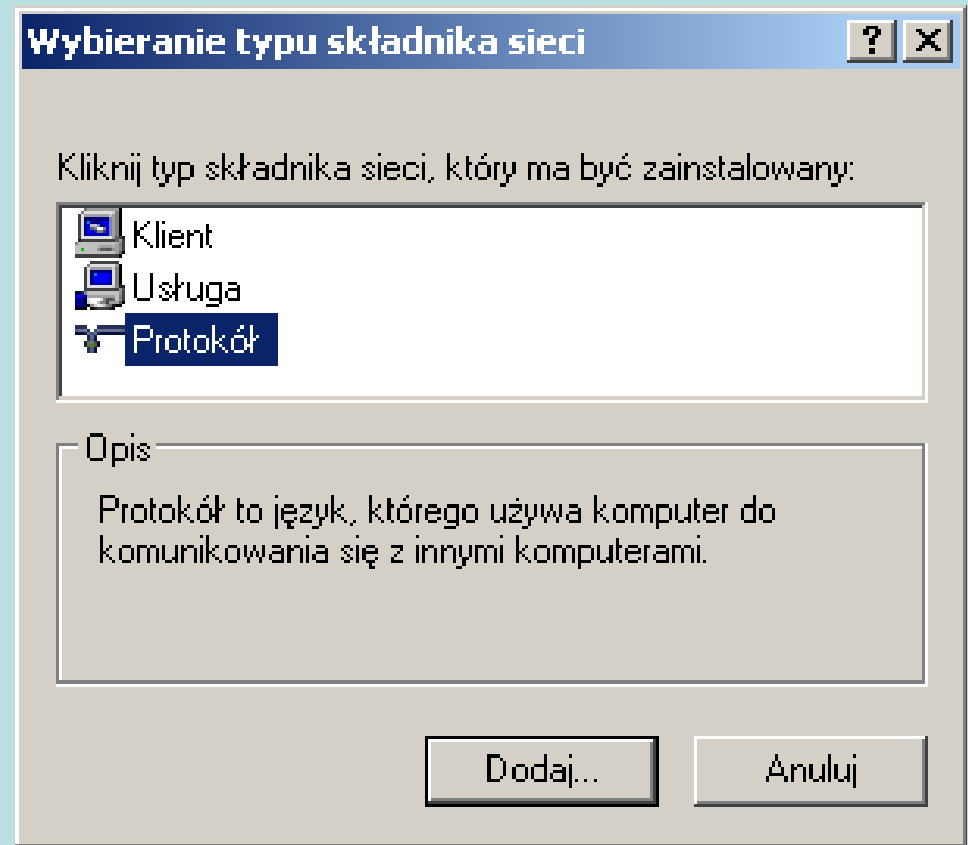 Wybieranie typu składnika sieci
Kliknij typ składnika sieci, który ma być zainstalowany:
Klient
Usługa
Protokół
Opis
Protokół to język, którego używa komputer do
komunikowania się z innymi komputerami.
Dodaj...
Anuluj